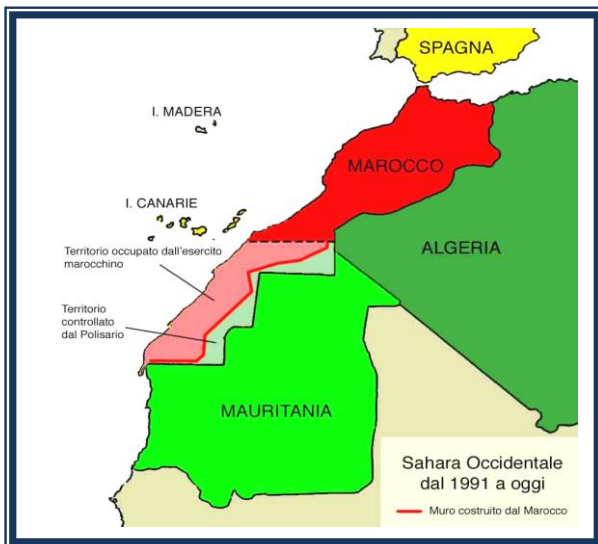 SPAGNA
I. MADERA
MAROCCO
I. CANARIE
ALGERIA
Territorio occupato dall'esercito
marocchino
Territorio
controllato
dal Polisario
MAURITANIA
Sahara Occidentale
dal 1991 a oggi
Muro costruito dal Marocco